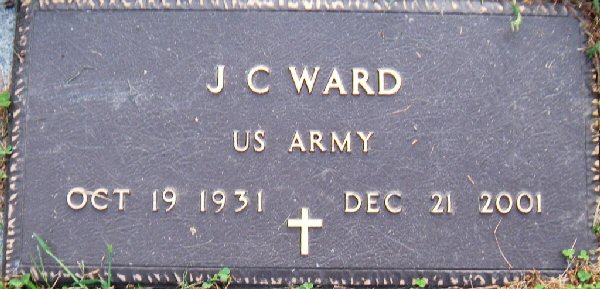 J C WARD
US ARMY
OCT 19 1931 DEC 21 2001